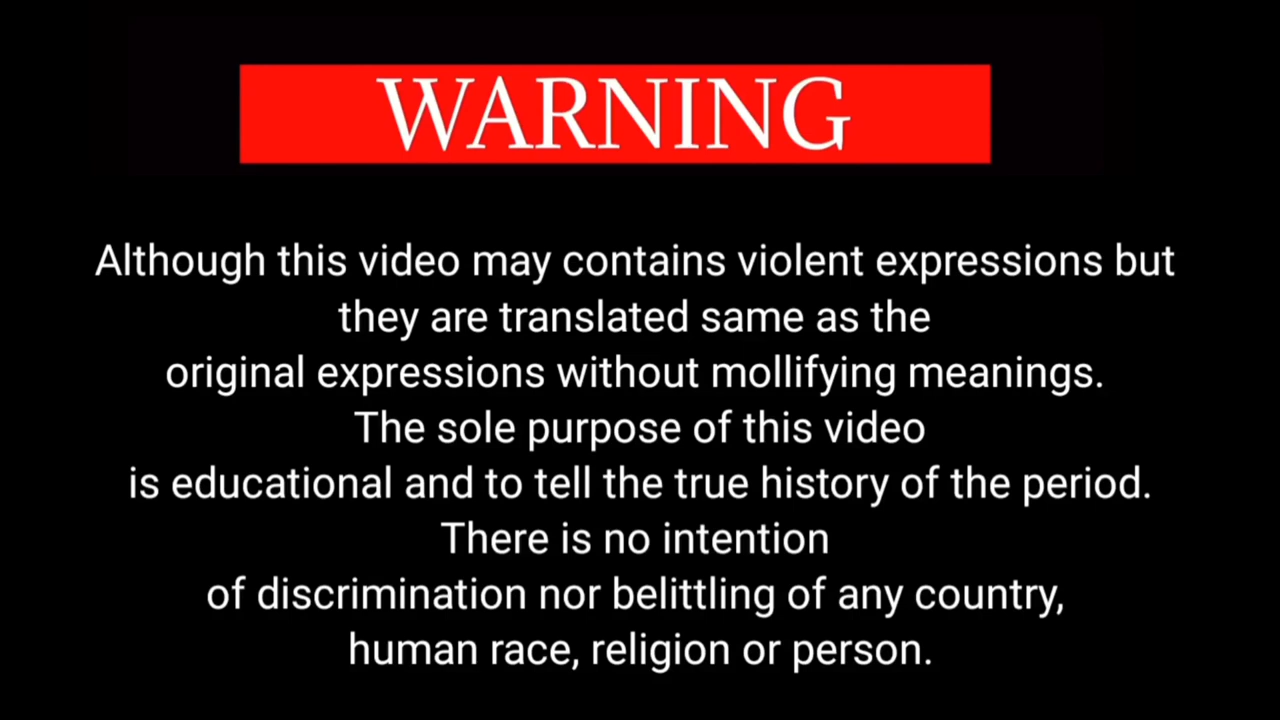 WARNING
Although this video may contains violent expressions but
they are translated same as the
original expressions without mollifying meanings.
The sole purpose of this video
is educational and to tell the true history of the period.
There is no intention
of discrimination nor belittling of any country,
human race, religion or person.